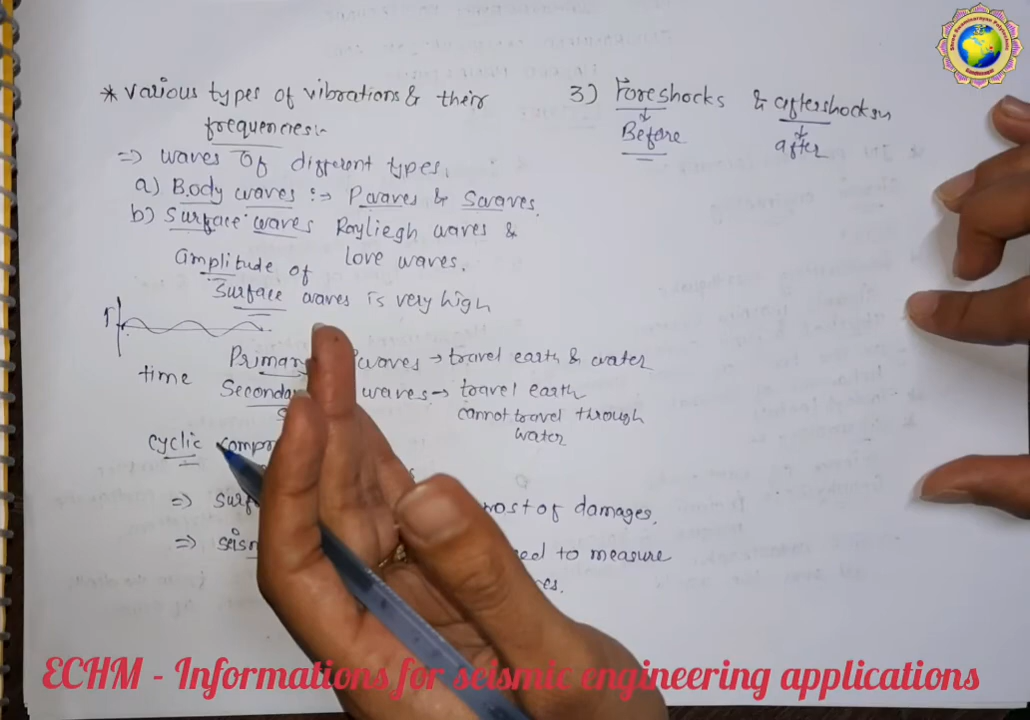 * various types of vibrations & their
frequencies:-
=> waves of different types.
a) Body waves :-> P waves & S waves.
b) Surface waves Rayliegh waves &
love waves.
Amplitude of
Surface waves is very high
time
Primary waves -> travel earth & water
waves -> travel earth
cannot travel through
water
cyclic
=> most of damages.
=> to measure
3) Foreshocks & aftershocks
Before
after
ECHM - Informations for seismic engineering applications